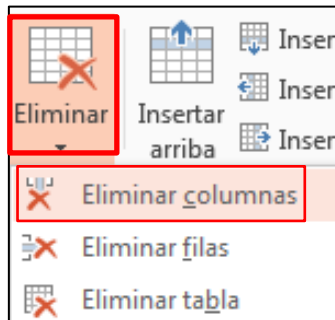 Eliminar
Insertar
arriba
Inser
Inser
Inser
Eliminar columnas
Eliminar filas
Eliminar tabla